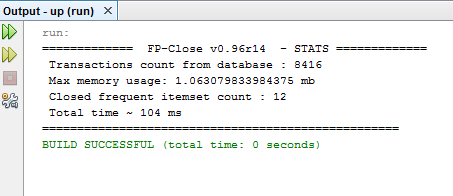 Output - up (run)
run:
============= FP-Close v0.96r14 - STATS =============
Transactions count from database : 8416
Max memory usage: 1.063079833984375 mb
Closed frequent itemset count : 12
Total time ~ 104 ms
===================================================
BUILD SUCCESSFUL (total time: 0 seconds)